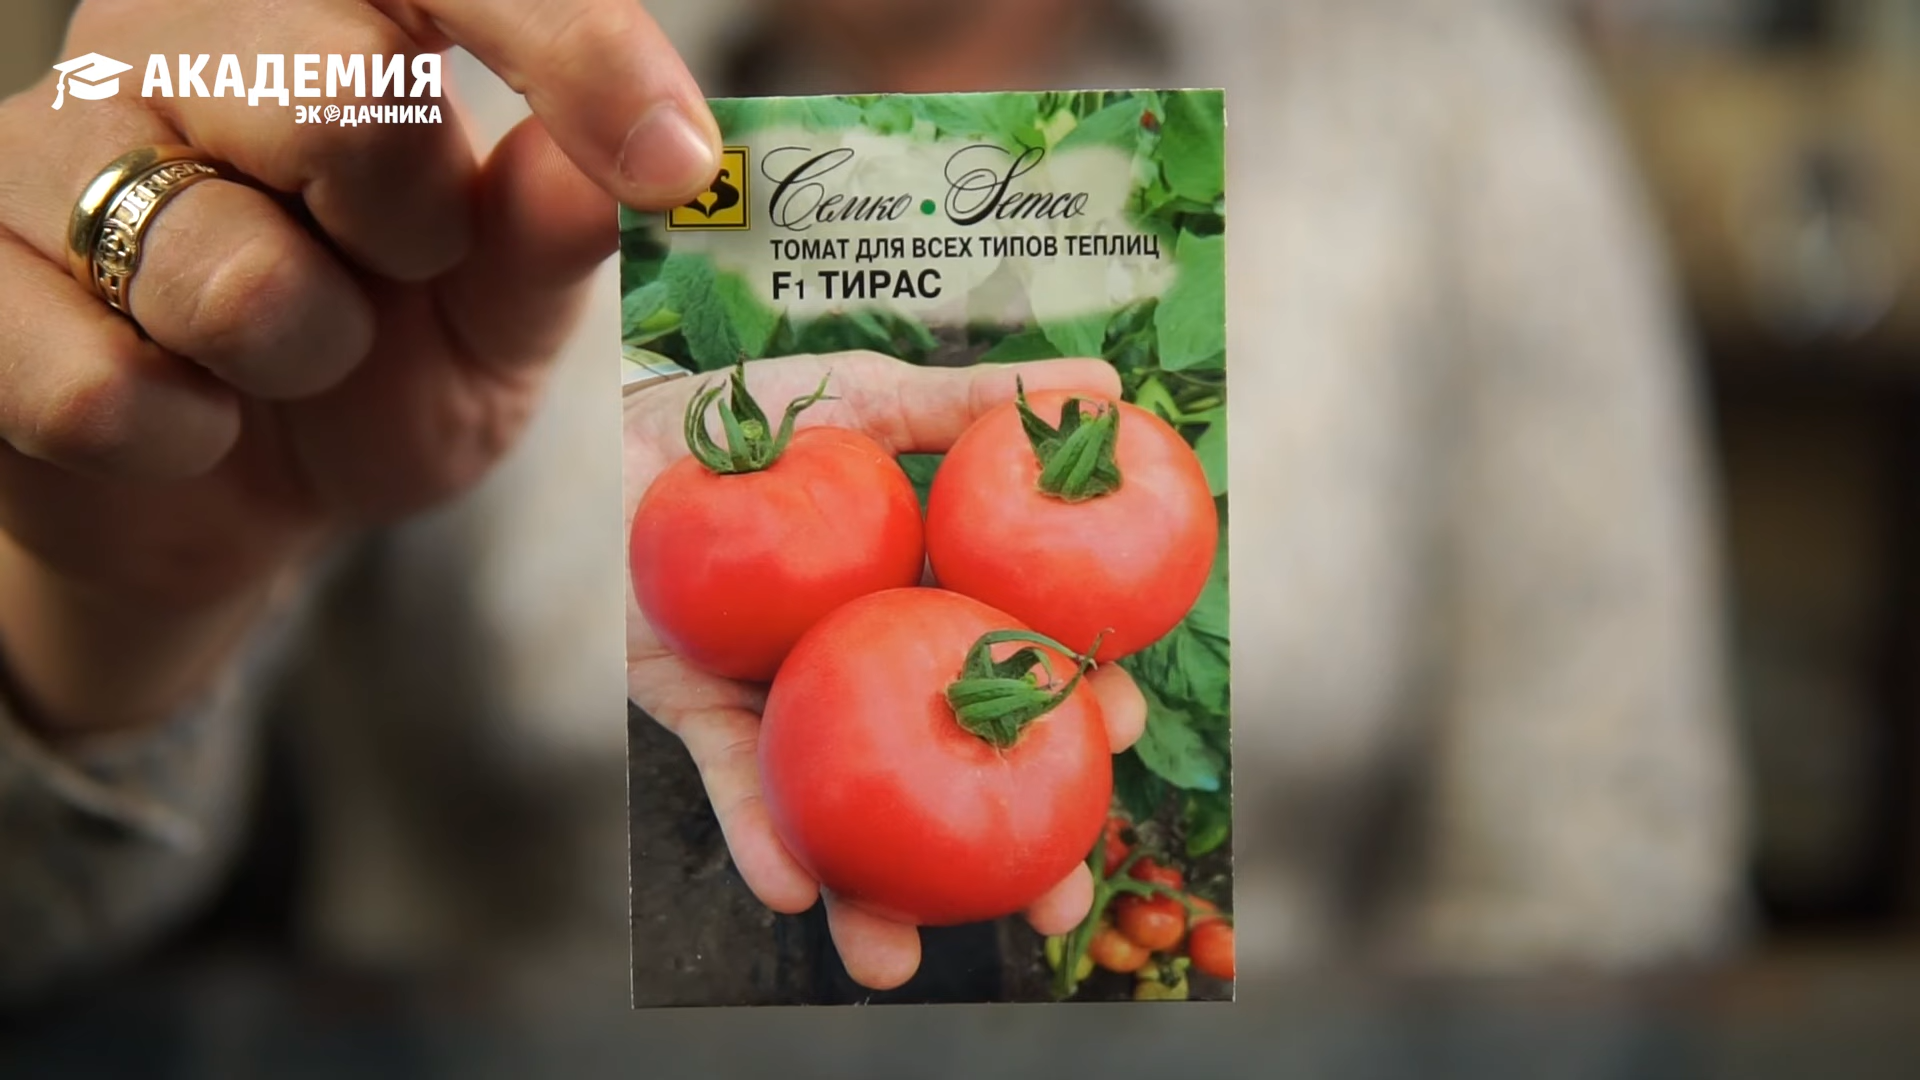 АКАДЕМИЯ
ЭКОДАЧНИКА
Семко • Semco
ТОМАТ ДЛЯ ВСЕХ ТИПОВ ТЕПЛИЦ
F1 ТИРАС